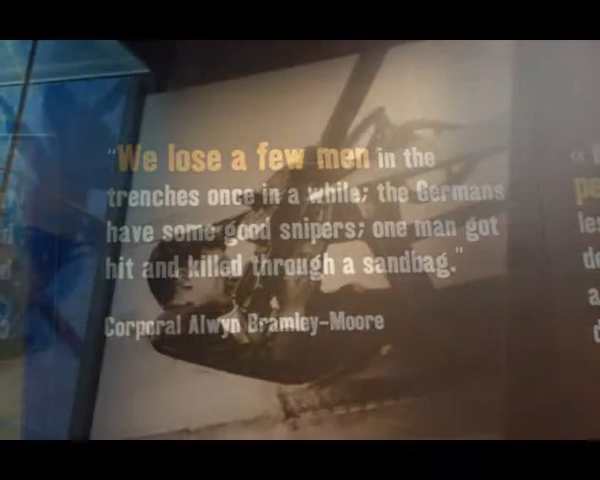 "We lose a few men in the
trenches once in a while; the Germans
have some good snipers; one man got
hit and killed through a sandbag."
Corporal Alwyn Bramley-Moore